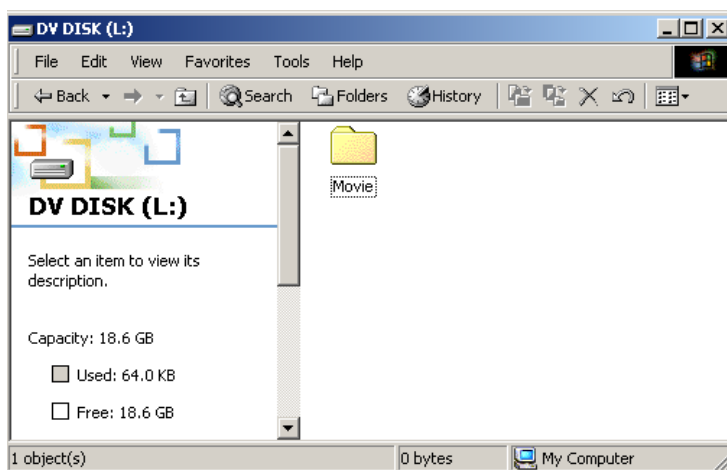 DV DISK (L:)
File Edit View Favorites Tools Help
Back Search Folders History
DV DISK (L:)
Select an item to view its
description.
Capacity: 18.6 GB
Used: 64.0 KB
Free: 18.6 GB
Movie
1 object(s) 0 bytes My Computer